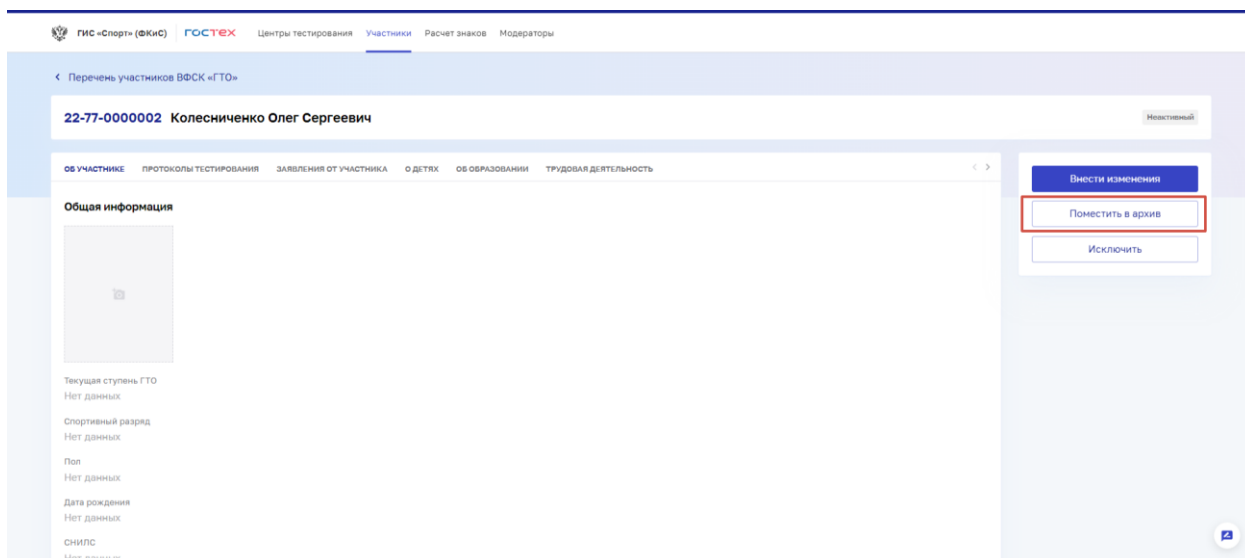 ГИС «Спорт» (ФКиС) ГОСТЕХ Центры тестирования Участники Расчет знаков Модераторы
Перечень участников ВФСК «ГТО»
22-77-0000002 Колесниченко Олег Сергеевич Неактивный
ОБ УЧАСТНИКЕ ПРОТОКОЛЫ ТЕСТИРОВАНИЯ ЗАЯВЛЕНИЯ ОТ УЧАСТНИКА О ДЕТЯХ ОБ ОБРАЗОВАНИИ ТРУДОВАЯ ДЕЯТЕЛЬНОСТЬ
Внести изменения
Общая информация
Поместить в архив
Исключить
Текущая ступень ГТО
Нет данных
Спортивный разряд
Нет данных
Пол
Нет данных
Дата рождения
Нет данных
СНИЛС
Нет данных